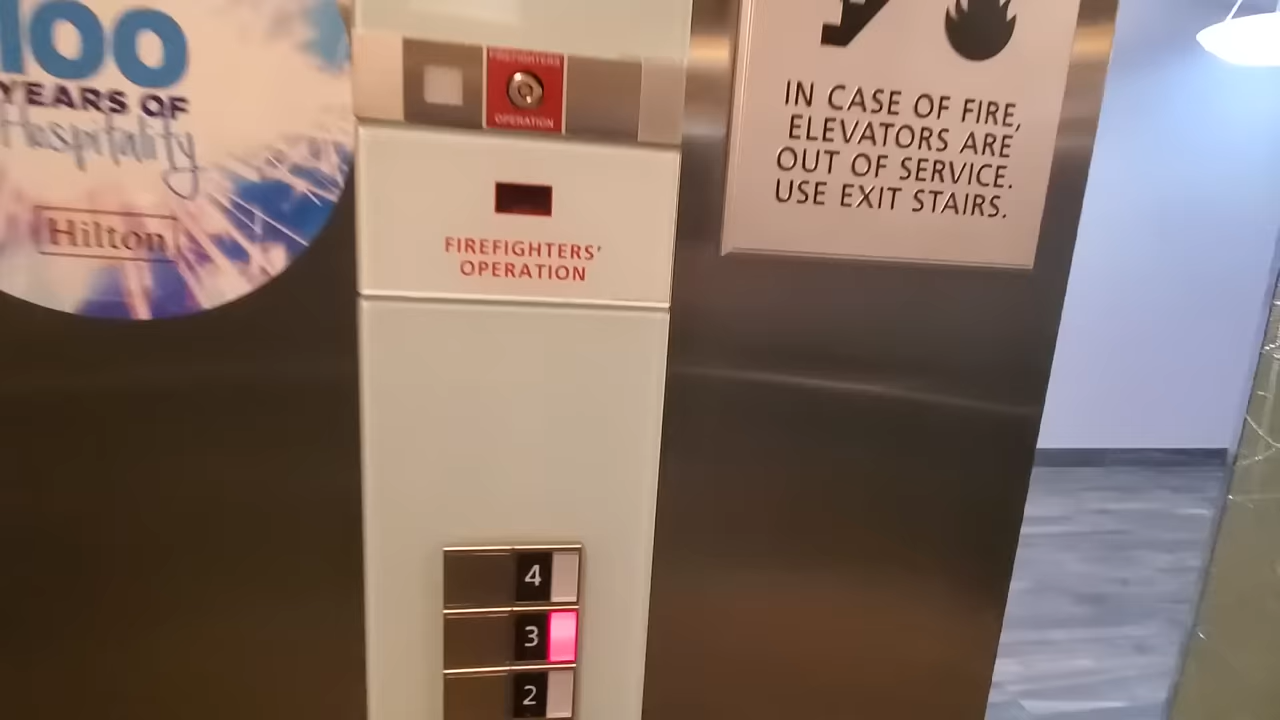 100
YEARS OF
Hospitality
Hilton
FIREFIGHTERS
OPERATION
FIREFIGHTERS'
OPERATION
IN CASE OF FIRE,
ELEVATORS ARE
OUT OF SERVICE.
USE EXIT STAIRS.
4
3
2